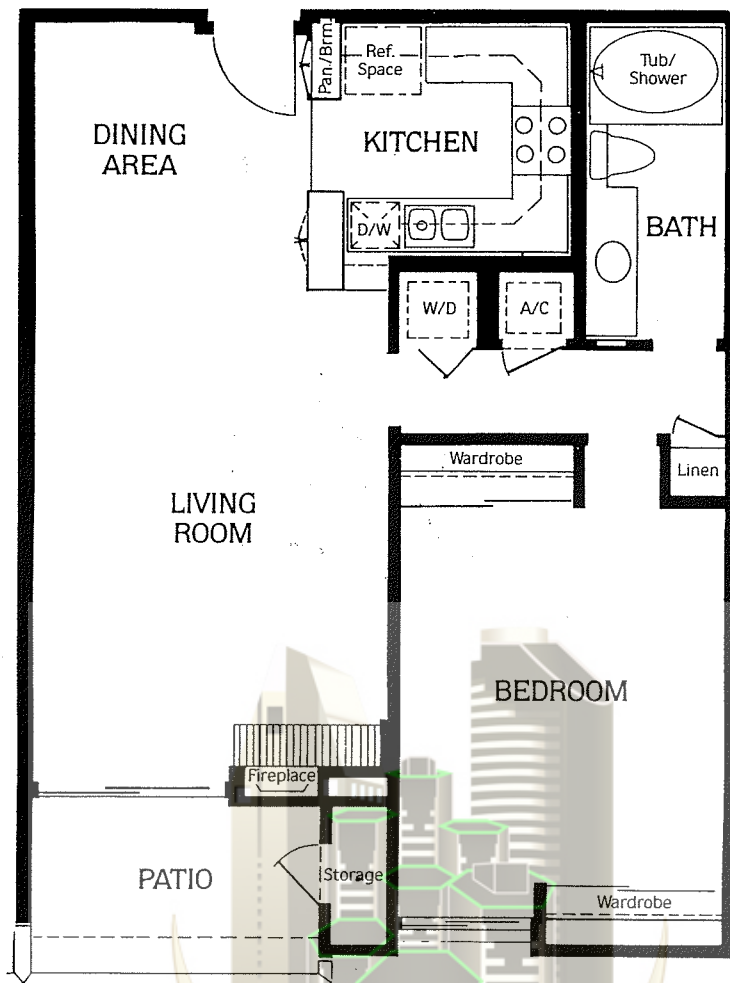 Pan./Brm
Ref.
Space
Tub/
Shower
DINING
AREA
KITCHEN
D/W
BATH
W/D
A/C
Wardrobe
Linen
LIVING
ROOM
BEDROOM
Fireplace
PATIO
Storage
Wardrobe